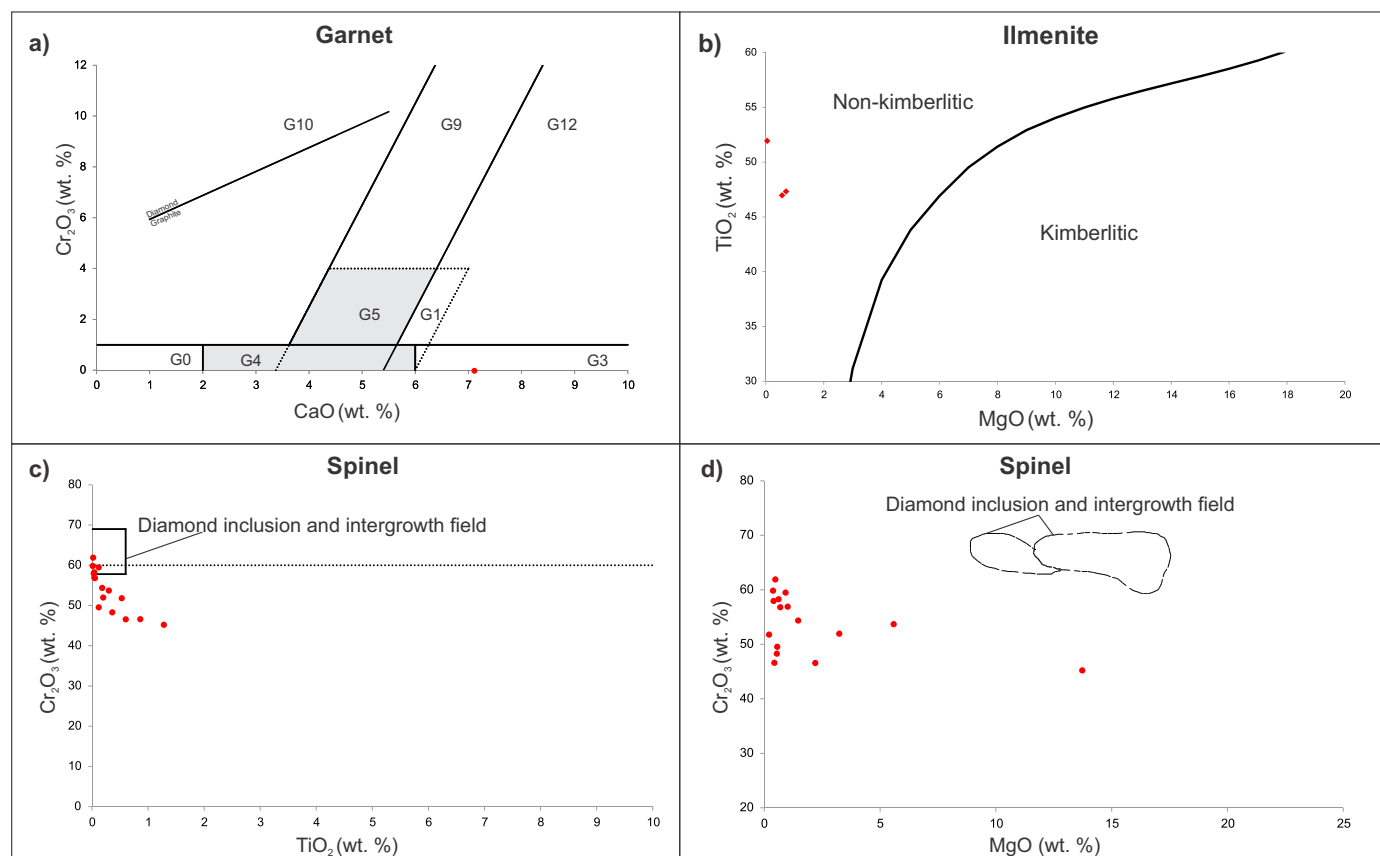 a)
Garnet
Cr₂O₃ (wt. %)
12
10
8
6
4
2
0
G10
G9
G12
Diamond
Graphite
G5
G1
G0
G4
G3
0 1 2 3 4 5 6 7 8 9 10
CaO (wt. %)
b)
Ilmenite
TiO₂ (wt. %)
60
55
50
45
40
35
30
Non-kimberlitic
Kimberlitic
0 2 4 6 8 10 12 14 16 18 20
MgO (wt. %)
c)
Spinel
Cr₂O₃ (wt. %)
80
70
60
50
40
30
20
10
0
Diamond inclusion and intergrowth field
0 1 2 3 4 5 6 7 8 9 10
TiO₂ (wt. %)
d)
Spinel
Cr₂O₃ (wt. %)
80
70
60
50
40
30
20
Diamond inclusion and intergrowth field
0 5 10 15 20 25
MgO (wt. %)